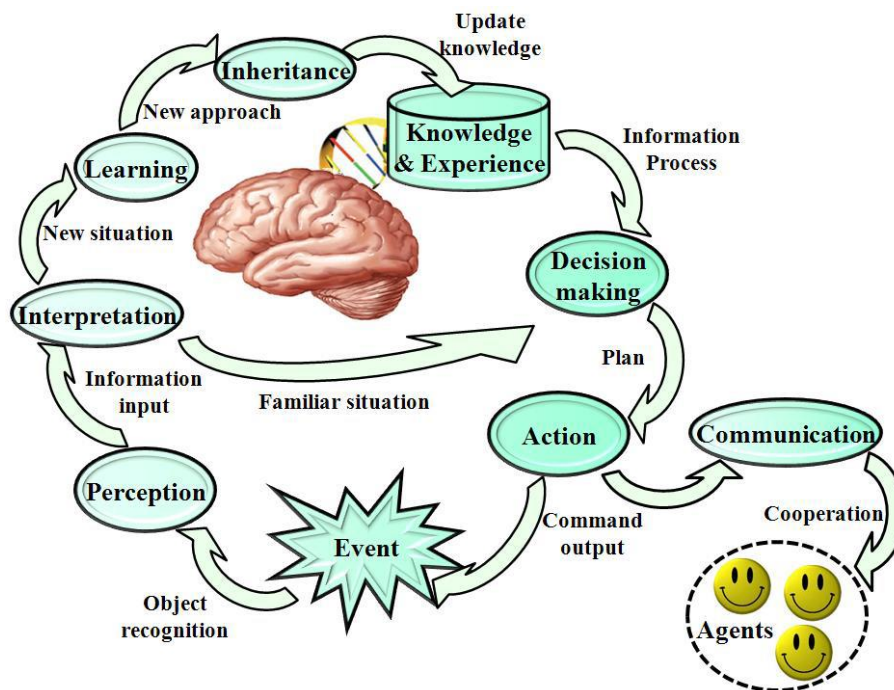 Update
knowledge
Inheritance
New approach
Knowledge
& Experience
Information
Process
Learning
New situation
Decision
making
Interpretation
Plan
Information
input
Familiar situation
Action
Communication
Perception
Event
Command
output
Cooperation
Object
recognition
Agents